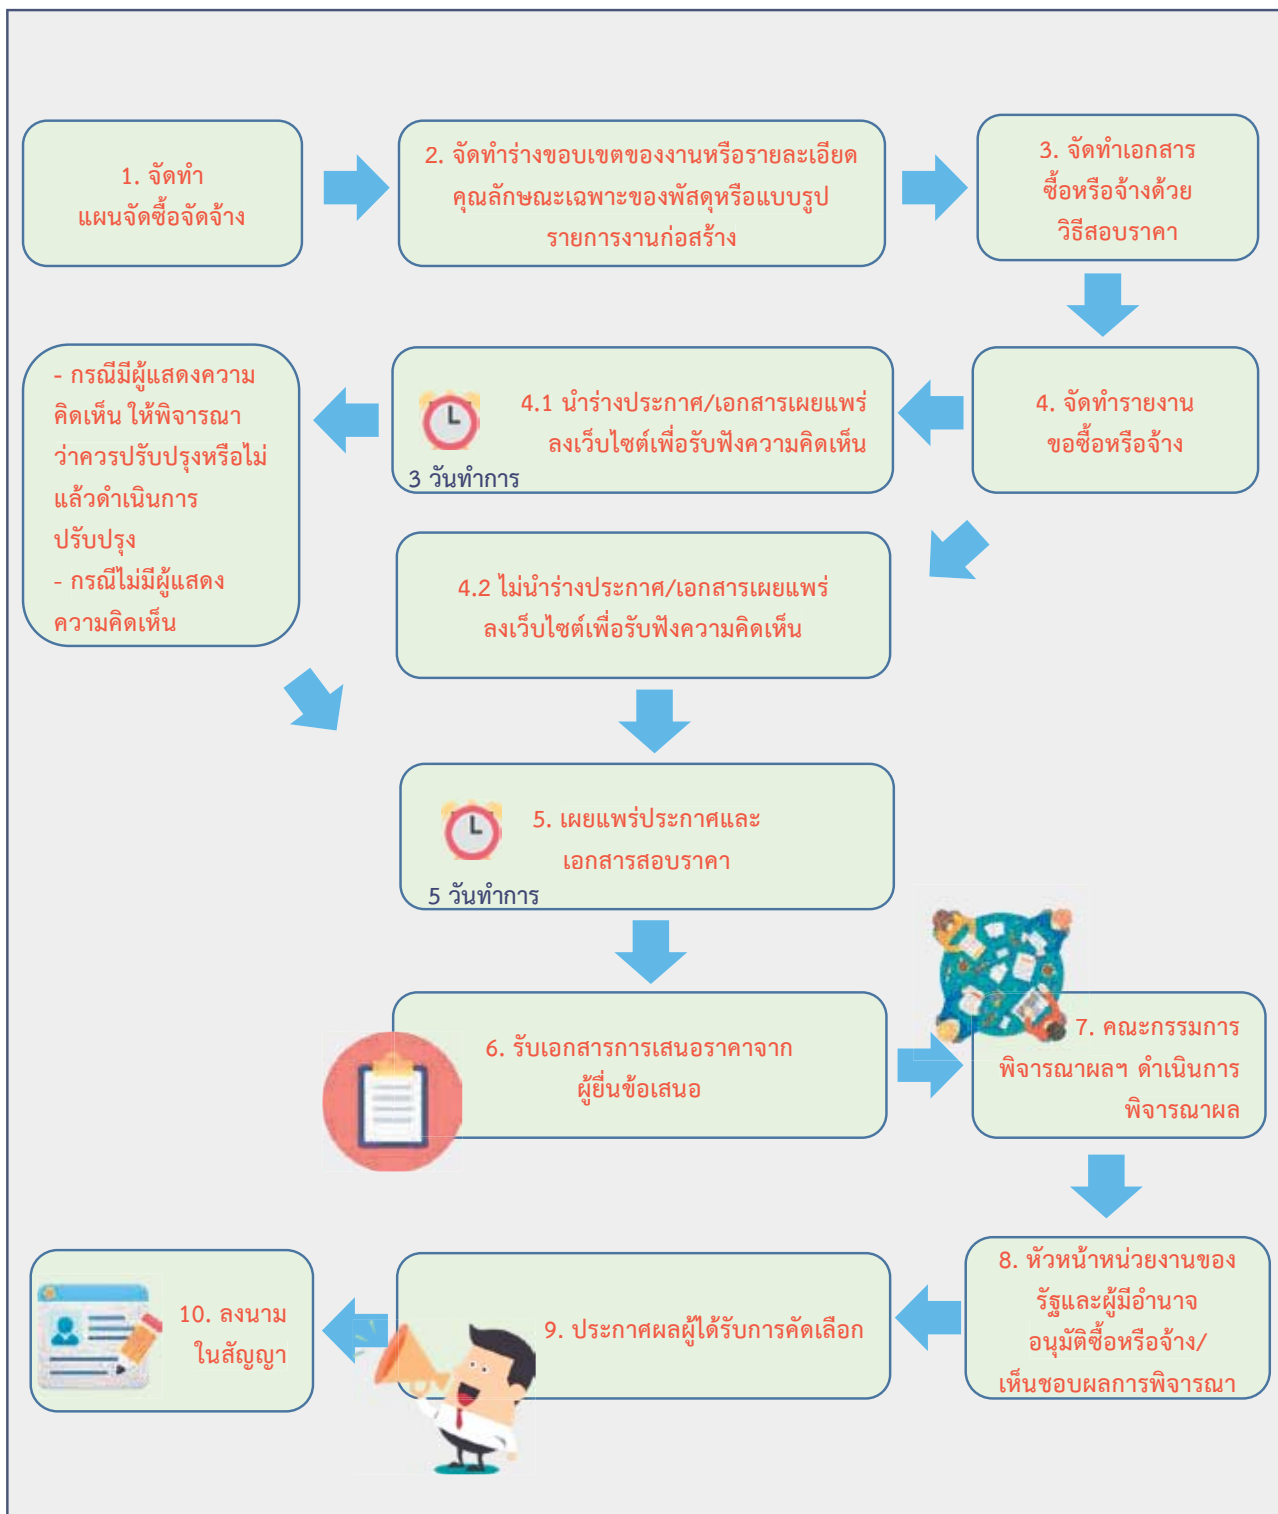 1. จัดทำ
แผนจัดซื้อจัดจ้าง
2. จัดทำร่างขอบเขตของงานหรือรายละเอียด
คุณลักษณะเฉพาะของพัสดุหรือแบบรูป
รายการงานก่อสร้าง
3. จัดทำเอกสาร
ซื้อหรือจ้างด้วย
วิธีสอบราคา
4. จัดทำรายงาน
ขอซื้อหรือจ้าง
4.1 นำร่างประกาศ/เอกสารเผยแพร่
ลงเว็บไซต์เพื่อรับฟังความคิดเห็น
3 วันทำการ
- กรณีมีผู้แสดงความ
คิดเห็น ให้พิจารณา
ว่าควรปรับปรุงหรือไม่
แล้วดำเนินการ
ปรับปรุง
- กรณีไม่มีผู้แสดง
ความคิดเห็น
4.2 ไม่นำร่างประกาศ/เอกสารเผยแพร่
ลงเว็บไซต์เพื่อรับฟังความคิดเห็น
5. เผยแพร่ประกาศและ
เอกสารสอบราคา
5 วันทำการ
6. รับเอกสารการเสนอราคาจาก
ผู้ยื่นข้อเสนอ
7. คณะกรรมการ
พิจารณาผลฯ ดำเนินการ
พิจารณาผล
8. หัวหน้าหน่วยงานของ
รัฐและผู้มีอำนาจ
อนุมัติซื้อหรือจ้าง/
เห็นชอบผลการพิจารณา
9. ประกาศผลผู้ได้รับการคัดเลือก
10. ลงนาม
ในสัญญา